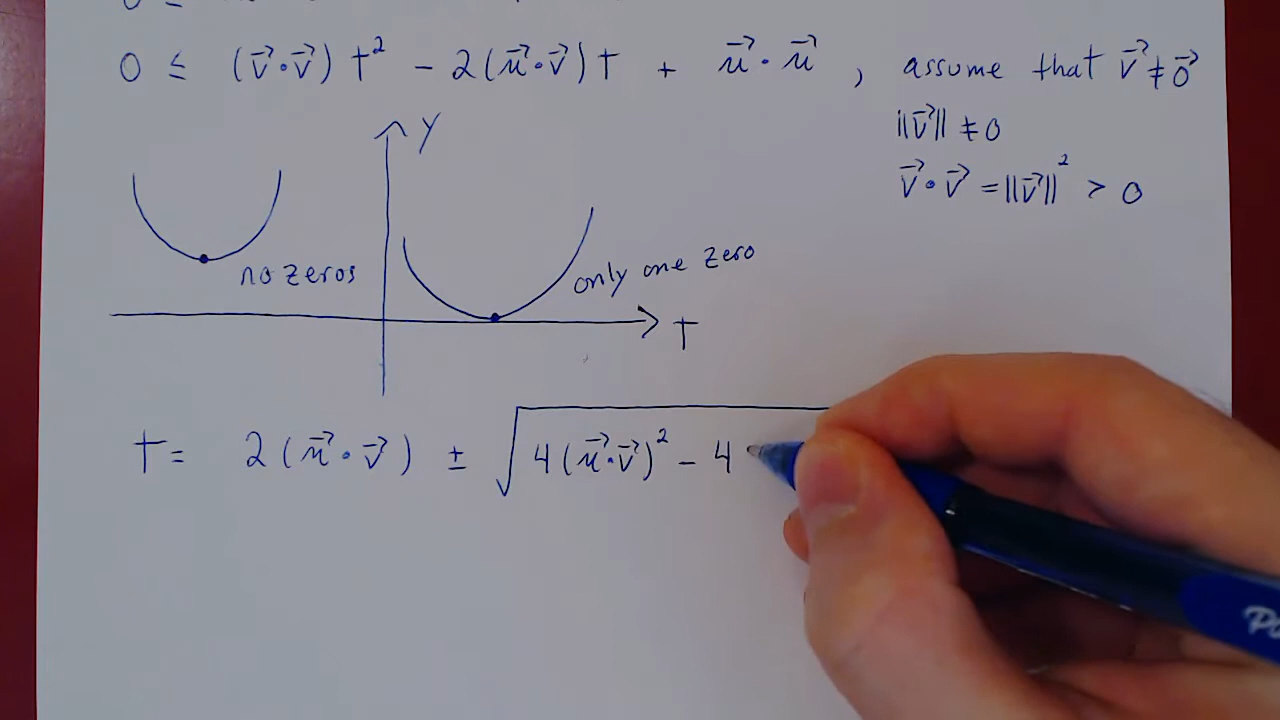 0 ≤ (v⃗·v⃗) t² - 2(u⃗·v⃗) t + u⃗·u⃗ , assume that v⃗ ≠ 0⃗
||v⃗|| ≠ 0
v⃗·v⃗ = ||v⃗||² > 0
y
no zeros
only one zero
t
t = 2(u⃗·v⃗) ± √4(u⃗·v⃗)² - 4